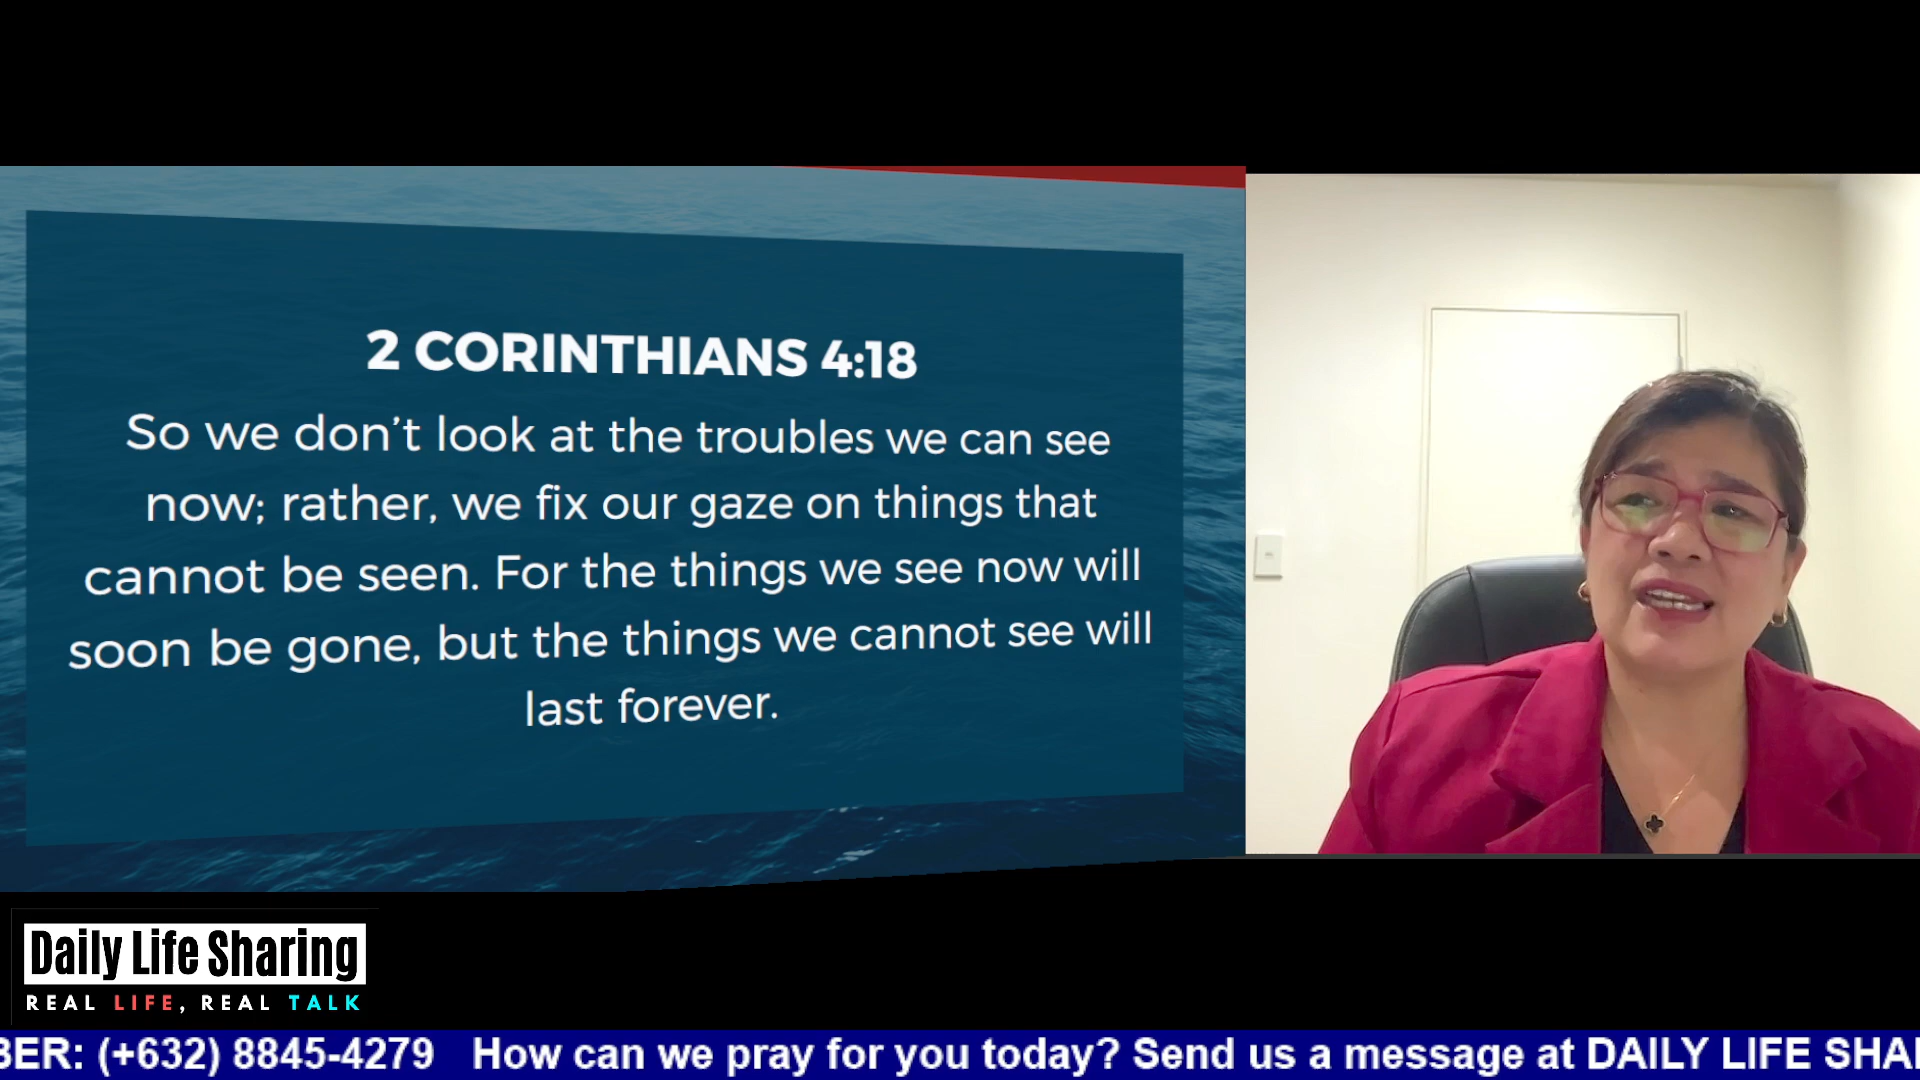 2 CORINTHIANS 4:18
So we don't look at the troubles we can see
now; rather, we fix our gaze on things that
cannot be seen. For the things we see now will
soon be gone, but the things we cannot see will
last forever.
Daily Life Sharing
REAL LIFE, REAL TALK
BER: (+632) 8845-4279 How can we pray for you today? Send us a message at DAILY LIFE SHA